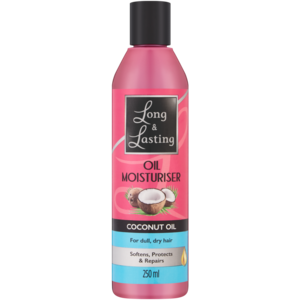 Long
&
Lasting
OIL
MOISTURISER
COCONUT OIL
For dull, dry hair
Softens, Protects
& Repairs
250 ml